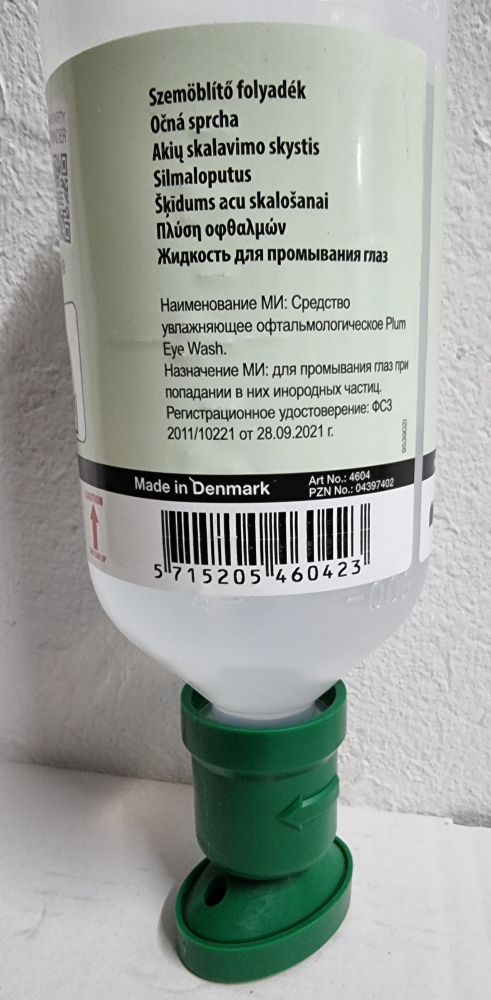 Szemöblítő folyadék
Očná sprcha
Akių skalavimo skystis
Silmaloputus
Šķidums acu skalošanai
Πλύση οφθαλμών
Жидкость для промывания глаз
Наименование МИ: Средство
увлажняющее офтальмологическое Plum
Eye Wash.
Назначение МИ: для промывания глаз при
попадании в них инородных частиц.
Регистрационное удостоверение: ФСЗ
2011/10221 от 28.09.2021 г.
Made in Denmark
Art No.: 4604
PZN No.: 04397402
CAUTION
5 715205 460423